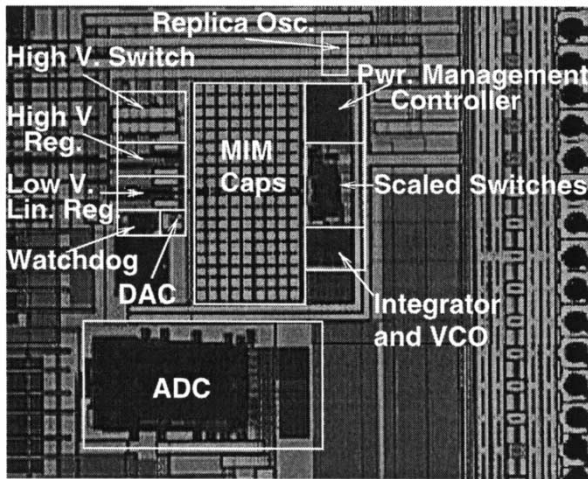 Replica Osc.
High V. Switch
Pwr. Management
Controller
High V
Reg.
MIM
Caps
Low V.
Lin. Reg.
Scaled Switches
Watchdog
DAC
Integrator
and VCO
ADC